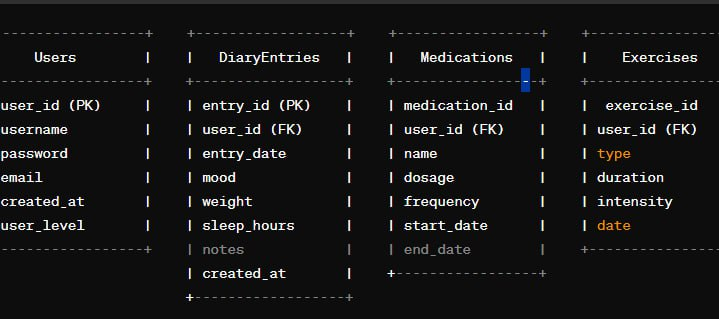 -----------------+    +-------------------+    +-----------------+    +-------------
    Users        |    |   DiaryEntries   |    |   Medications   |    |    Exercises
-----------------+    +-------------------+    +-----------------+    +-------------
user_id (PK)     |    | entry_id (PK)    |    | medication_id   |    |  exercise_id
username         |    | user_id (FK)     |    | user_id (FK)    |    | user_id (FK)
password         |    | entry_date       |    | name            |    | type
email            |    | mood             |    | dosage          |    | duration
created_at       |    | weight           |    | frequency       |    | intensity
user_level       |    | sleep_hours      |    | start_date      |    | date
-----------------+    | notes            |    | end_date        |    +-------------
                      | created_at       |    +-----------------+
                      +-------------------+